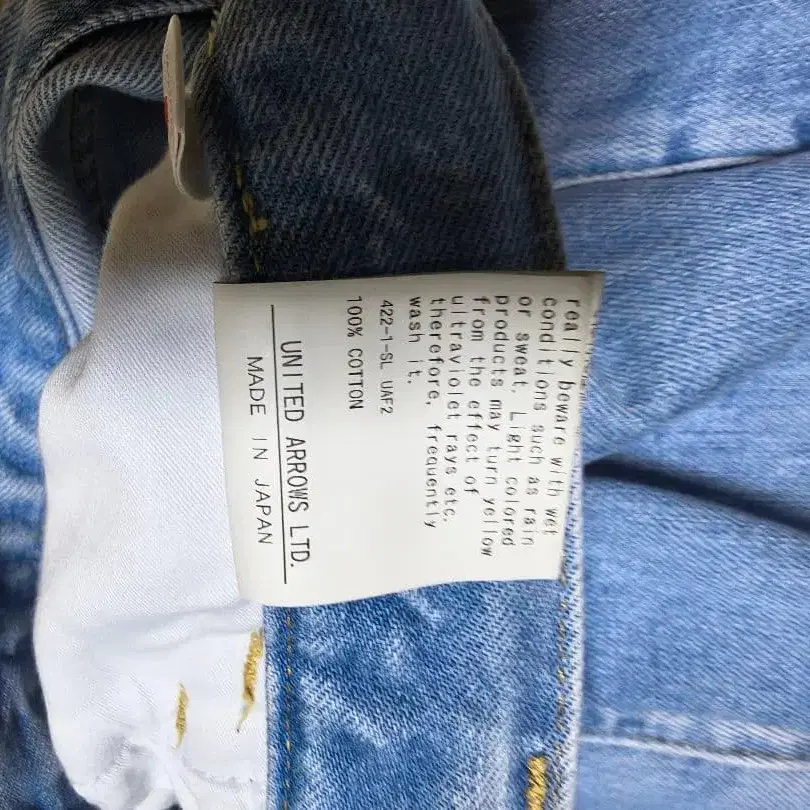 really beware with wet
conditions such as rain
or sweat. Light colored
products may turn yellow
from the effect of
ultraviolet rays etc.
therefore, frequently
wash it.
422-1-SL UAF2
100% COTTON
UNITED ARROWS LTD.
MADE IN JAPAN